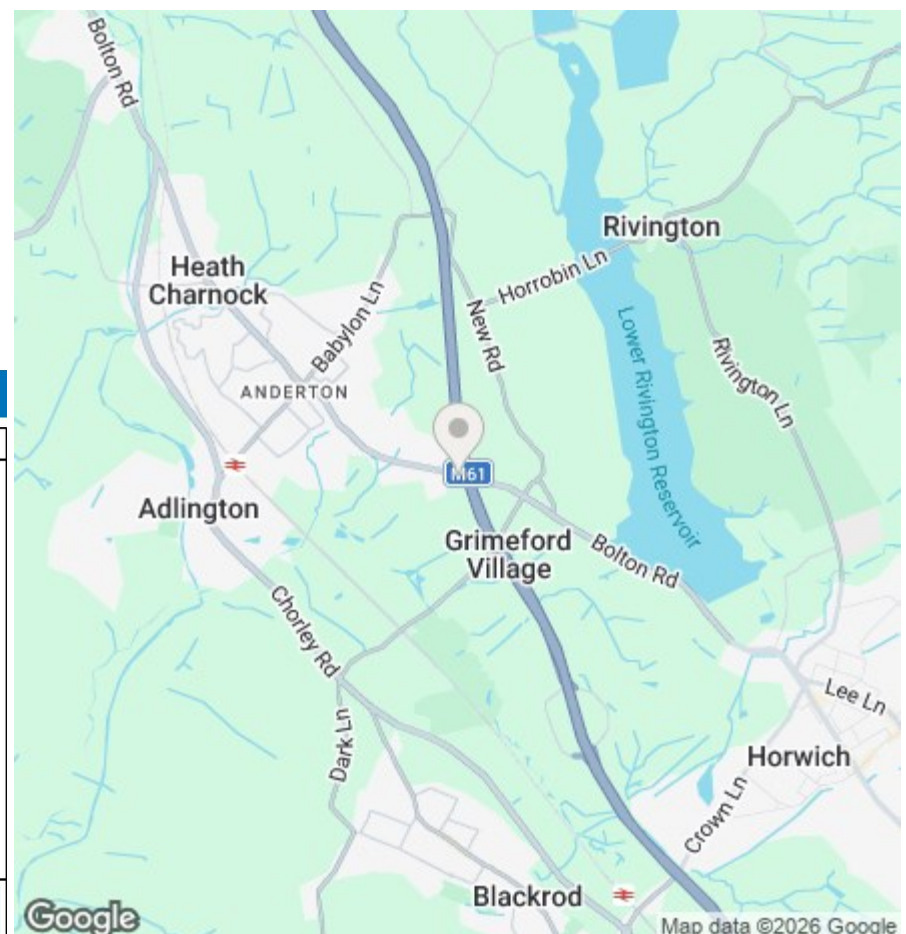 Bolton Rd
Rivington
Heath
Charnock
Horrobin Ln
Babylon Ln
New Rd
Lower Rivington Reservoir
Rivington Ln
ANDERTON
M61
Adlington
Grimeford
Village
Bolton Rd
Chorley Rd
Lee Ln
Dark Ln
Horwich
Crown Ln
Blackrod
Google
Map data ©2026 Google